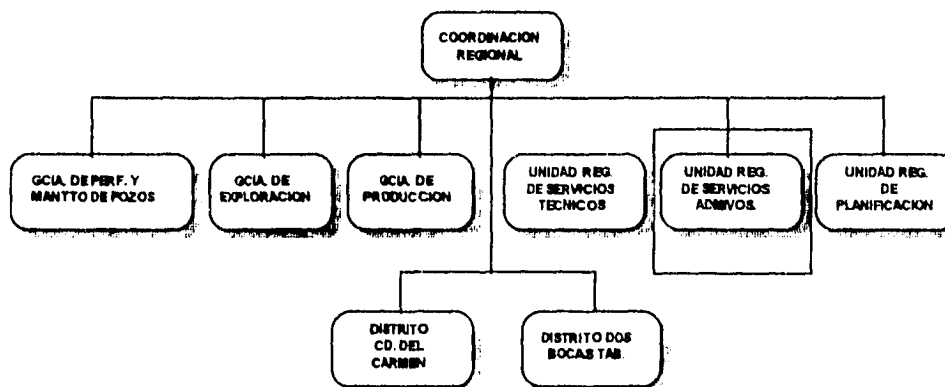 COORDINACION
REGIONAL
GCIA. DE PERF. Y
MANTTO DE POZOS
GCIA. DE
EXPLORACION
GCIA. DE
PRODUCCION
UNIDAD REG.
DE SERVICIOS
TECNICOS
UNIDAD REG.
DE SERVICIOS
ADMIVOS.
UNIDAD REG.
DE
PLANIFICACION
DISTRITO
CD. DEL
CARMEN
DISTRITO DOS
BOCAS TAB.